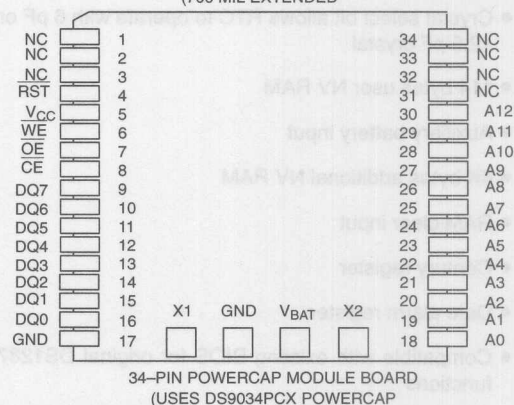 (700 MIL EXTENDED
NC 1 34 NC
NC 2 33 NC
NC 3 32 NC
RST 4 31 NC
VCC 5 30 A12
WE 6 29 A11
OE 7 28 A10
CE 8 27 A9
DQ7 9 26 A8
DQ6 10 25 A7
DQ5 11 24 A6
DQ4 12 23 A5
DQ3 13 22 A4
DQ2 14 21 A3
DQ1 15 20 A2
DQ0 16 19 A1
GND 17 18 A0
X1 GND VBAT X2
34–PIN POWERCAP MODULE BOARD
(USES DS9034PCX POWERCAP